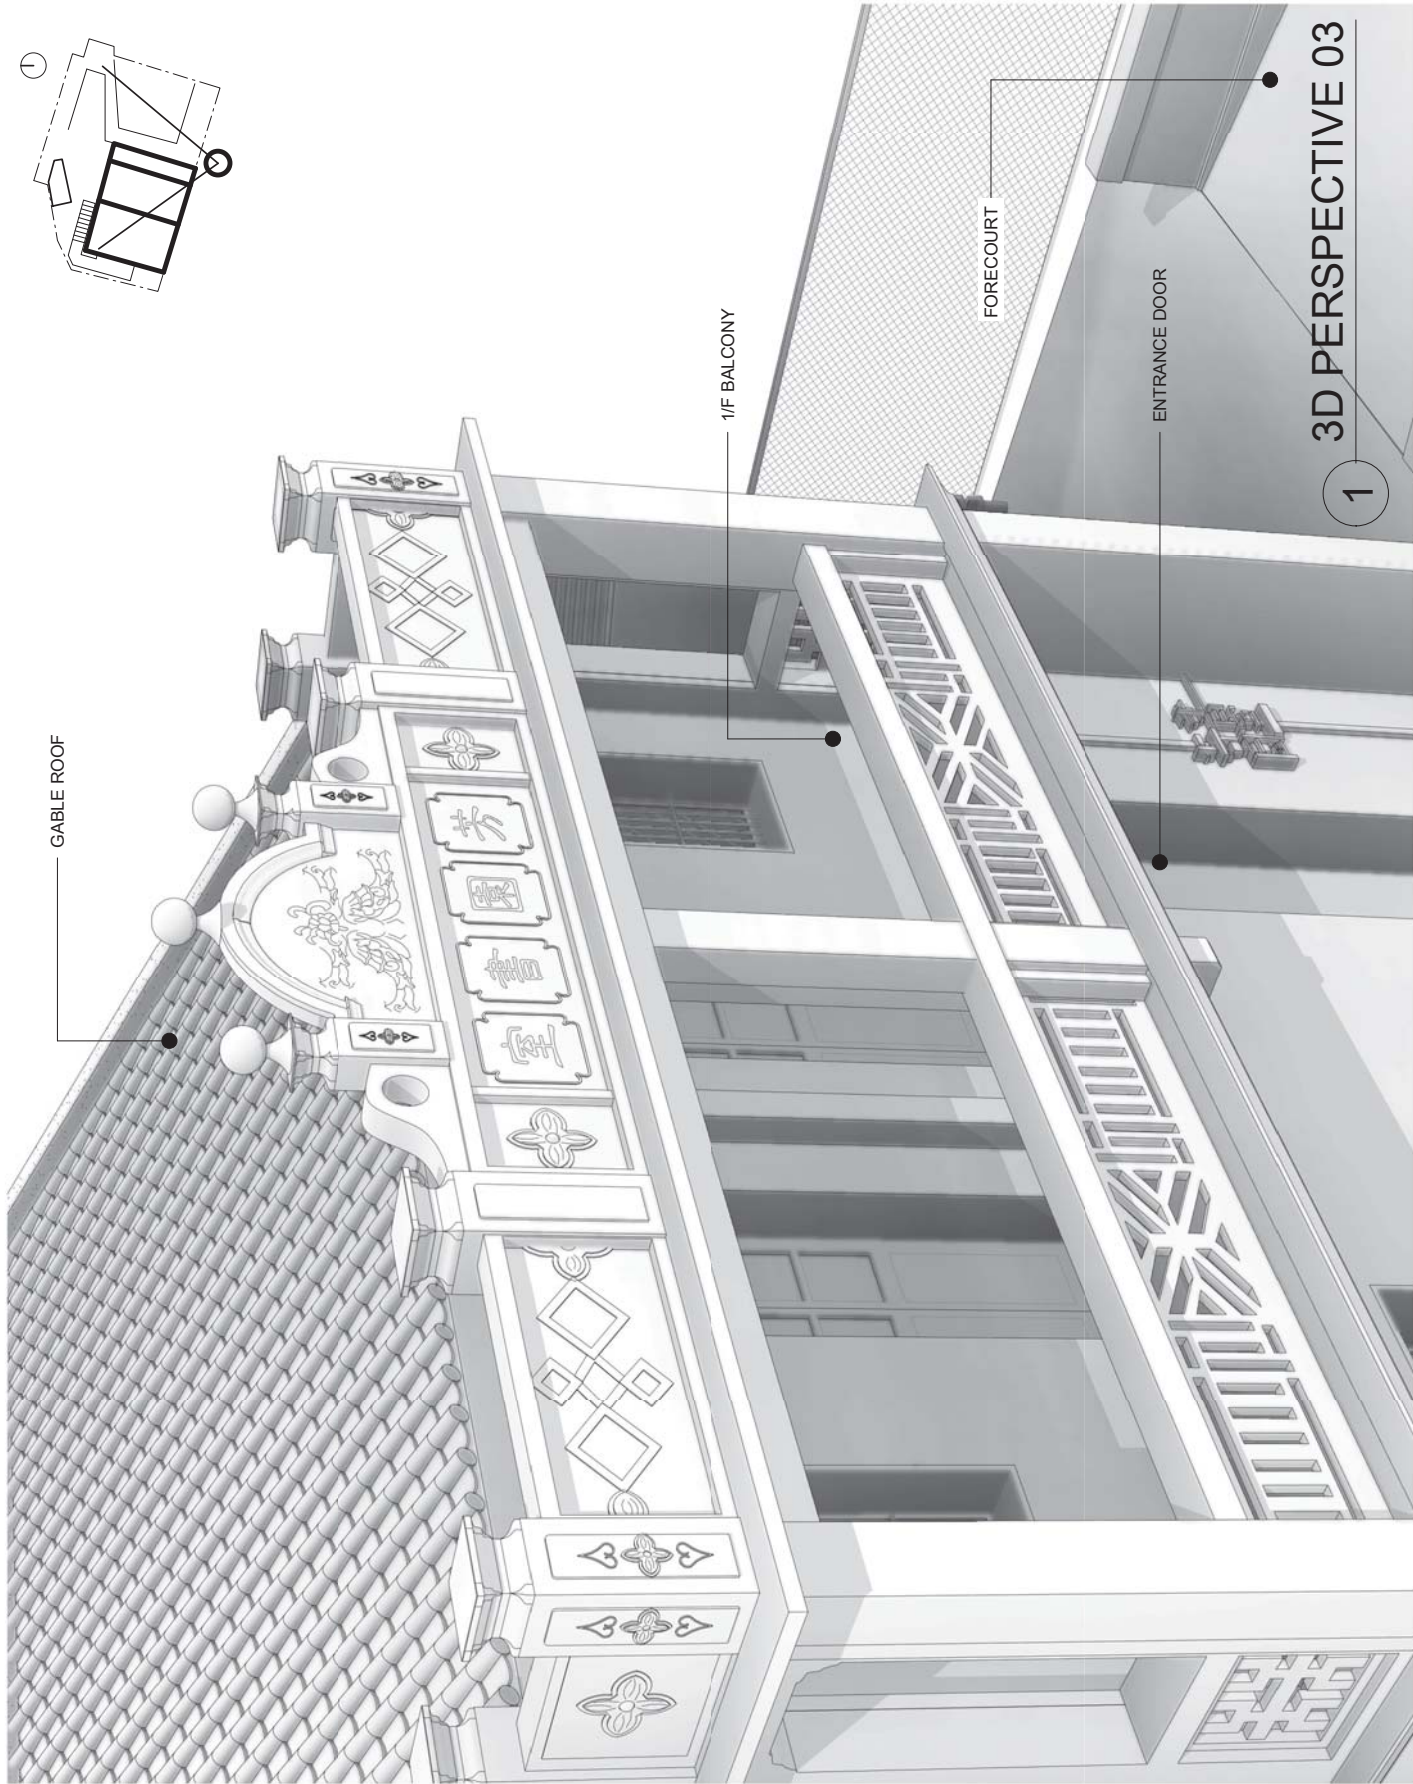 GABLE ROOF
芳園書室
1/F BALCONY
FORECOURT
ENTRANCE DOOR
1
3D PERSPECTIVE 03